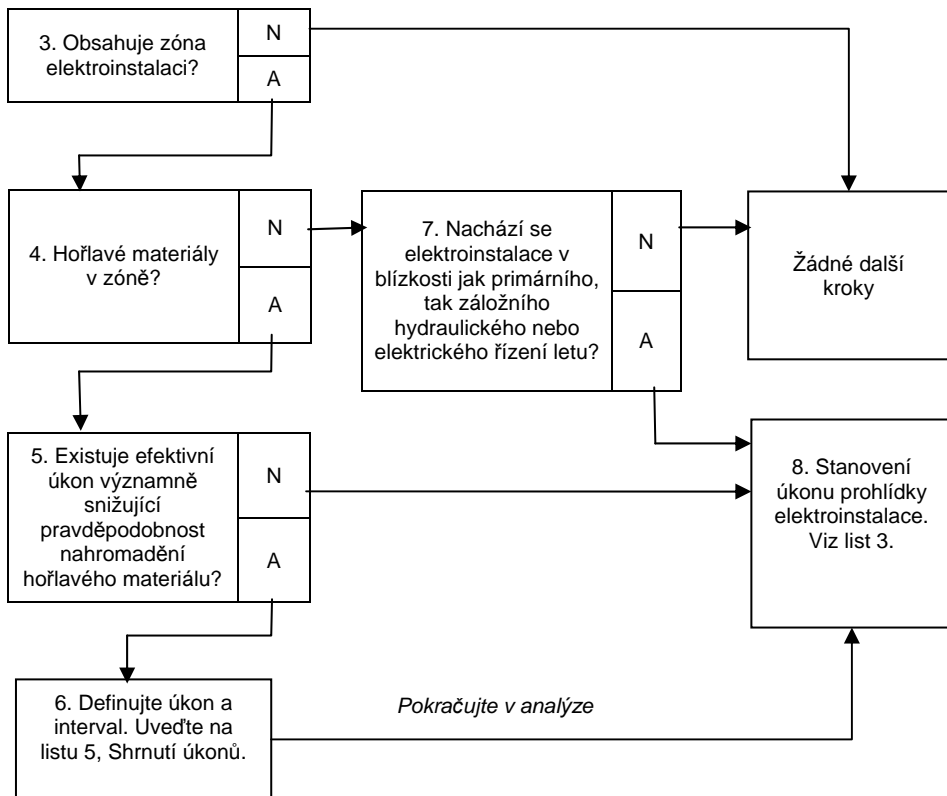 3. Obsahuje zóna
elektroinstalaci?
N
A
4. Hořlavé materiály
v zóně?
N
A
7. Nachází se
elektroinstalace v
blízkosti jak primárního,
tak záložního
hydraulického nebo
elektrického řízení letu?
N
A
Žádné další
kroky
5. Existuje efektivní
úkon významně
snižující
pravděpodobnost
nahromadění
hořlavého materiálu?
N
A
8. Stanovení
úkonu prohlídky
elektroinstalace.
Viz list 3.
6. Definujte úkon a
interval. Uveďte na
listu 5, Shrnutí úkonů.
Pokračujte v analýze